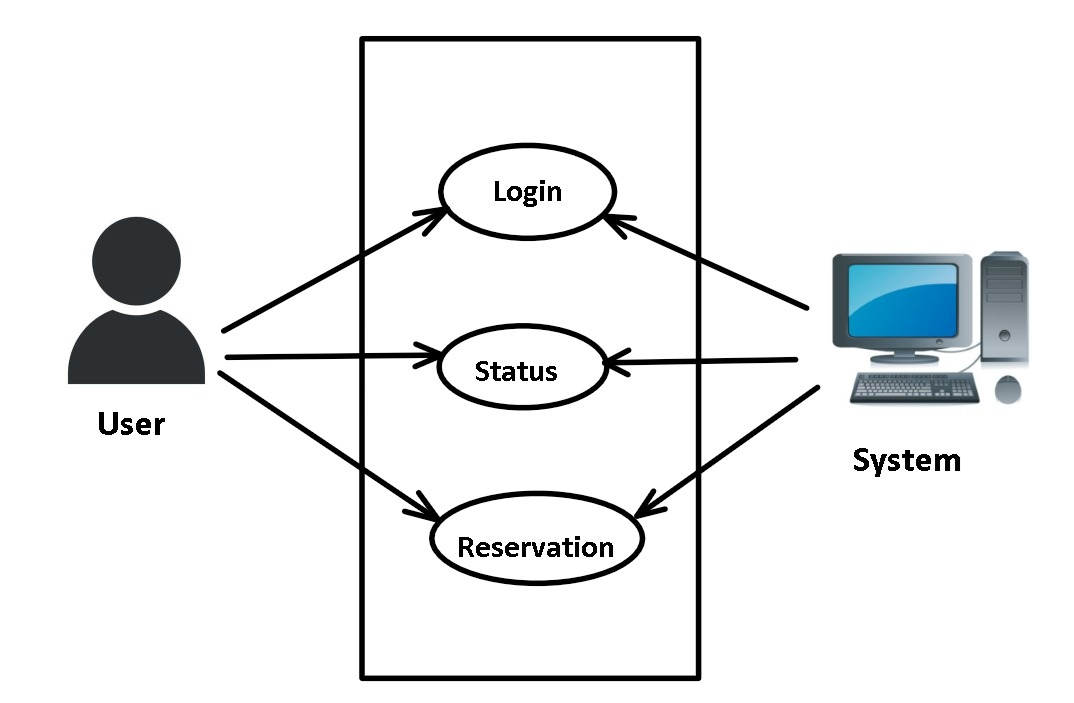 Login
Status
User
System
Reservation